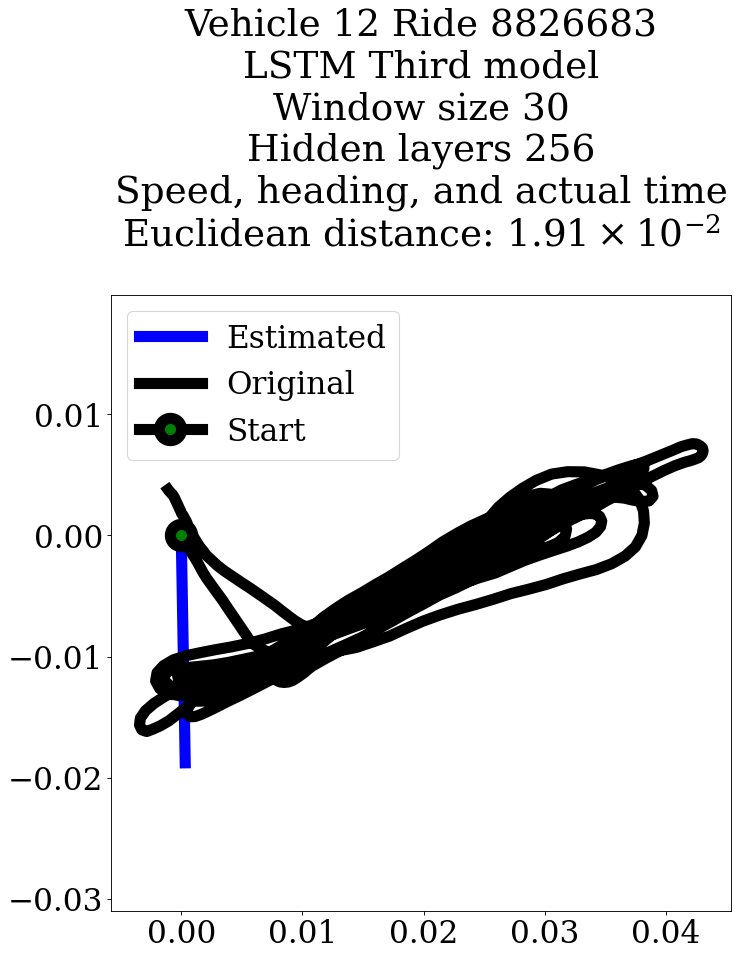 Vehicle 12 Ride 8826683
LSTM Third model
Window size 30
Hidden layers 256
Speed, heading, and actual time
Euclidean distance: 1.91 × 10⁻²
Estimated
Original
Start
0.01
0.00
−0.01
−0.02
−0.03
0.00 0.01 0.02 0.03 0.04